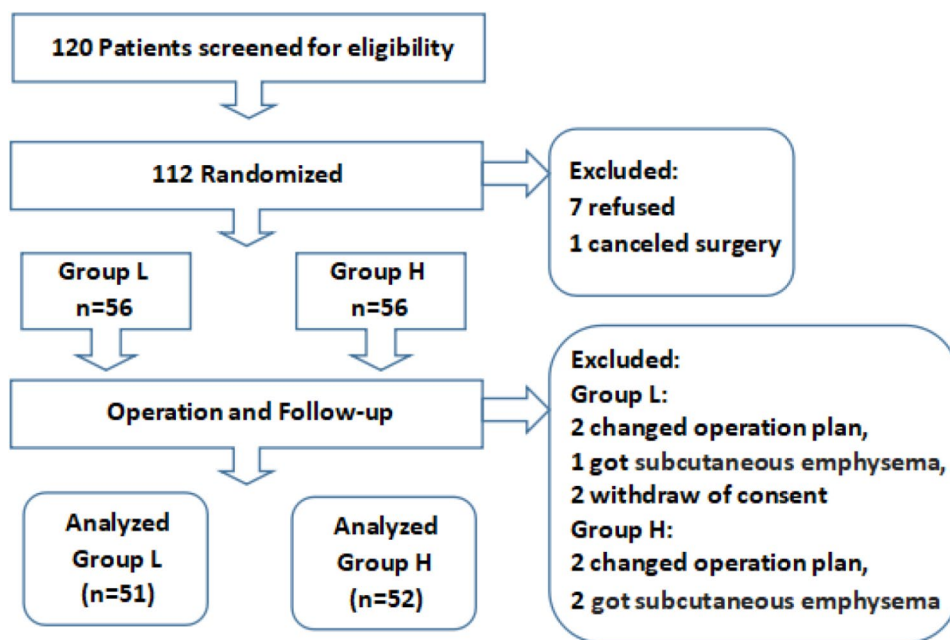 120 Patients screened for eligibility
112 Randomized
Excluded:
7 refused
1 canceled surgery
Group L
n=56
Group H
n=56
Operation and Follow-up
Excluded:
Group L:
2 changed operation plan,
1 got subcutaneous emphysema,
2 withdraw of consent
Group H:
2 changed operation plan,
2 got subcutaneous emphysema
Analyzed
Group L
(n=51)
Analyzed
Group H
(n=52)